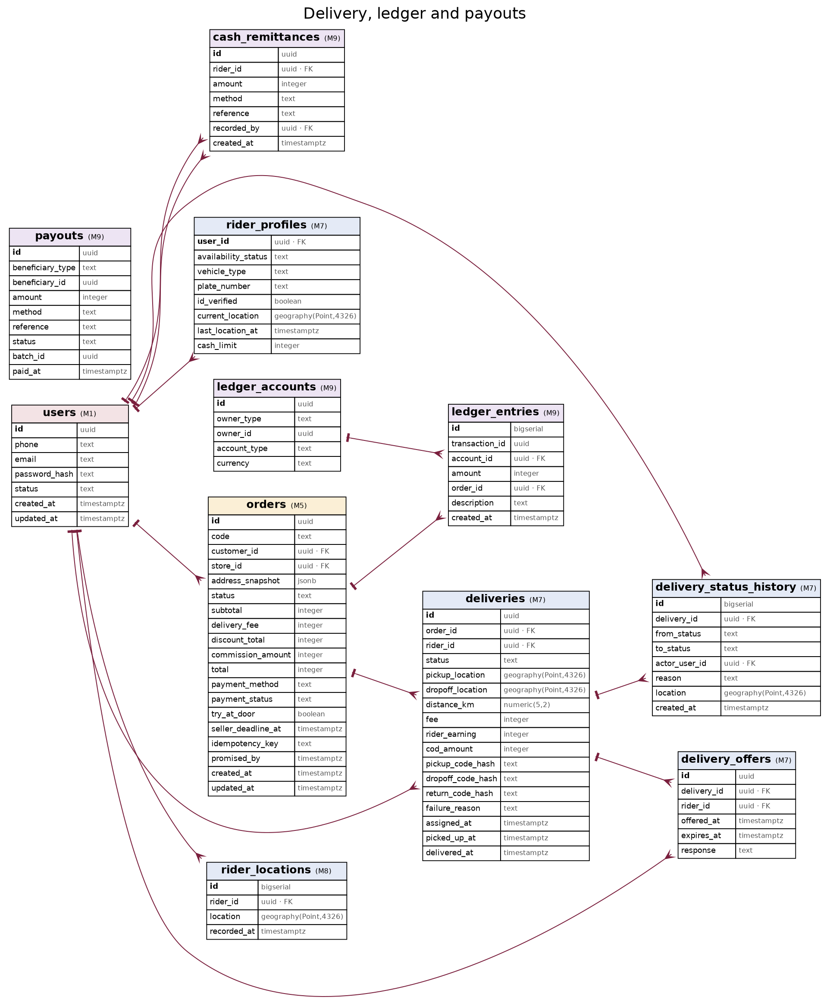 Delivery, ledger and payouts
cash_remittances (M9)
id uuid
rider_id uuid · FK
amount integer
method text
reference text
recorded_by uuid · FK
created_at timestamptz
payouts (M9)
id uuid
beneficiary_type text
beneficiary_id uuid
amount integer
method text
reference text
status text
batch_id uuid
paid_at timestamptz
rider_profiles (M7)
user_id uuid · FK
availability_status text
vehicle_type text
plate_number text
id_verified boolean
current_location geography(Point,4326)
last_location_at timestamptz
cash_limit integer
users (M1)
id uuid
phone text
email text
password_hash text
status text
created_at timestamptz
updated_at timestamptz
ledger_accounts (M9)
id uuid
owner_type text
owner_id uuid
account_type text
currency text
ledger_entries (M9)
id bigserial
transaction_id uuid
account_id uuid · FK
amount integer
order_id uuid · FK
description text
created_at timestamptz
orders (M5)
id uuid
code text
customer_id uuid · FK
store_id uuid · FK
address_snapshot jsonb
status text
subtotal integer
delivery_fee integer
discount_total integer
commission_amount integer
total integer
payment_method text
payment_status text
try_at_door boolean
seller_deadline_at timestamptz
idempotency_key text
promised_by timestamptz
created_at timestamptz
updated_at timestamptz
deliveries (M7)
id uuid
order_id uuid · FK
rider_id uuid · FK
status text
pickup_location geography(Point,4326)
dropoff_location geography(Point,4326)
distance_km numeric(5,2)
fee integer
rider_earning integer
cod_amount integer
pickup_code_hash text
dropoff_code_hash text
return_code_hash text
failure_reason text
assigned_at timestamptz
picked_up_at timestamptz
delivered_at timestamptz
delivery_status_history (M7)
id bigserial
delivery_id uuid · FK
from_status text
to_status text
actor_user_id uuid · FK
reason text
location geography(Point,4326)
created_at timestamptz
delivery_offers (M7)
id uuid
delivery_id uuid · FK
rider_id uuid · FK
offered_at timestamptz
expires_at timestamptz
response text
rider_locations (M8)
id bigserial
rider_id uuid · FK
location geography(Point,4326)
recorded_at timestamptz